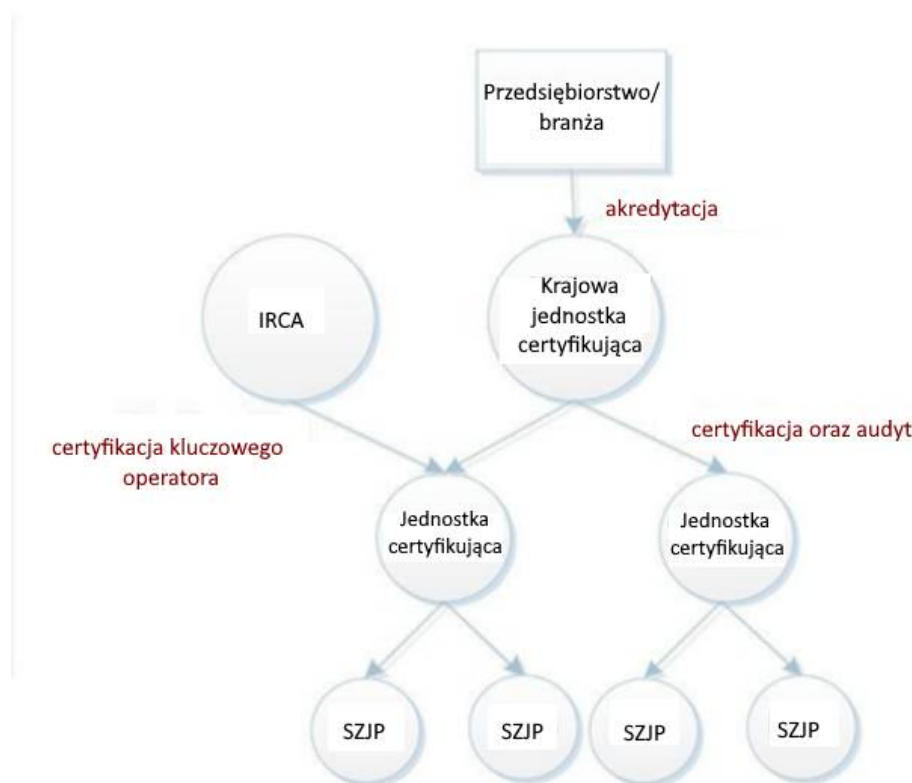 Przedsiębiorstwo/
branża
akredytacja
IRCA
Krajowa
jednostka
certyfikująca
certyfikacja kluczowego
operatora
certyfikacja oraz audyt
Jednostka
certyfikująca
Jednostka
certyfikująca
SZJP
SZJP
SZJP
SZJP